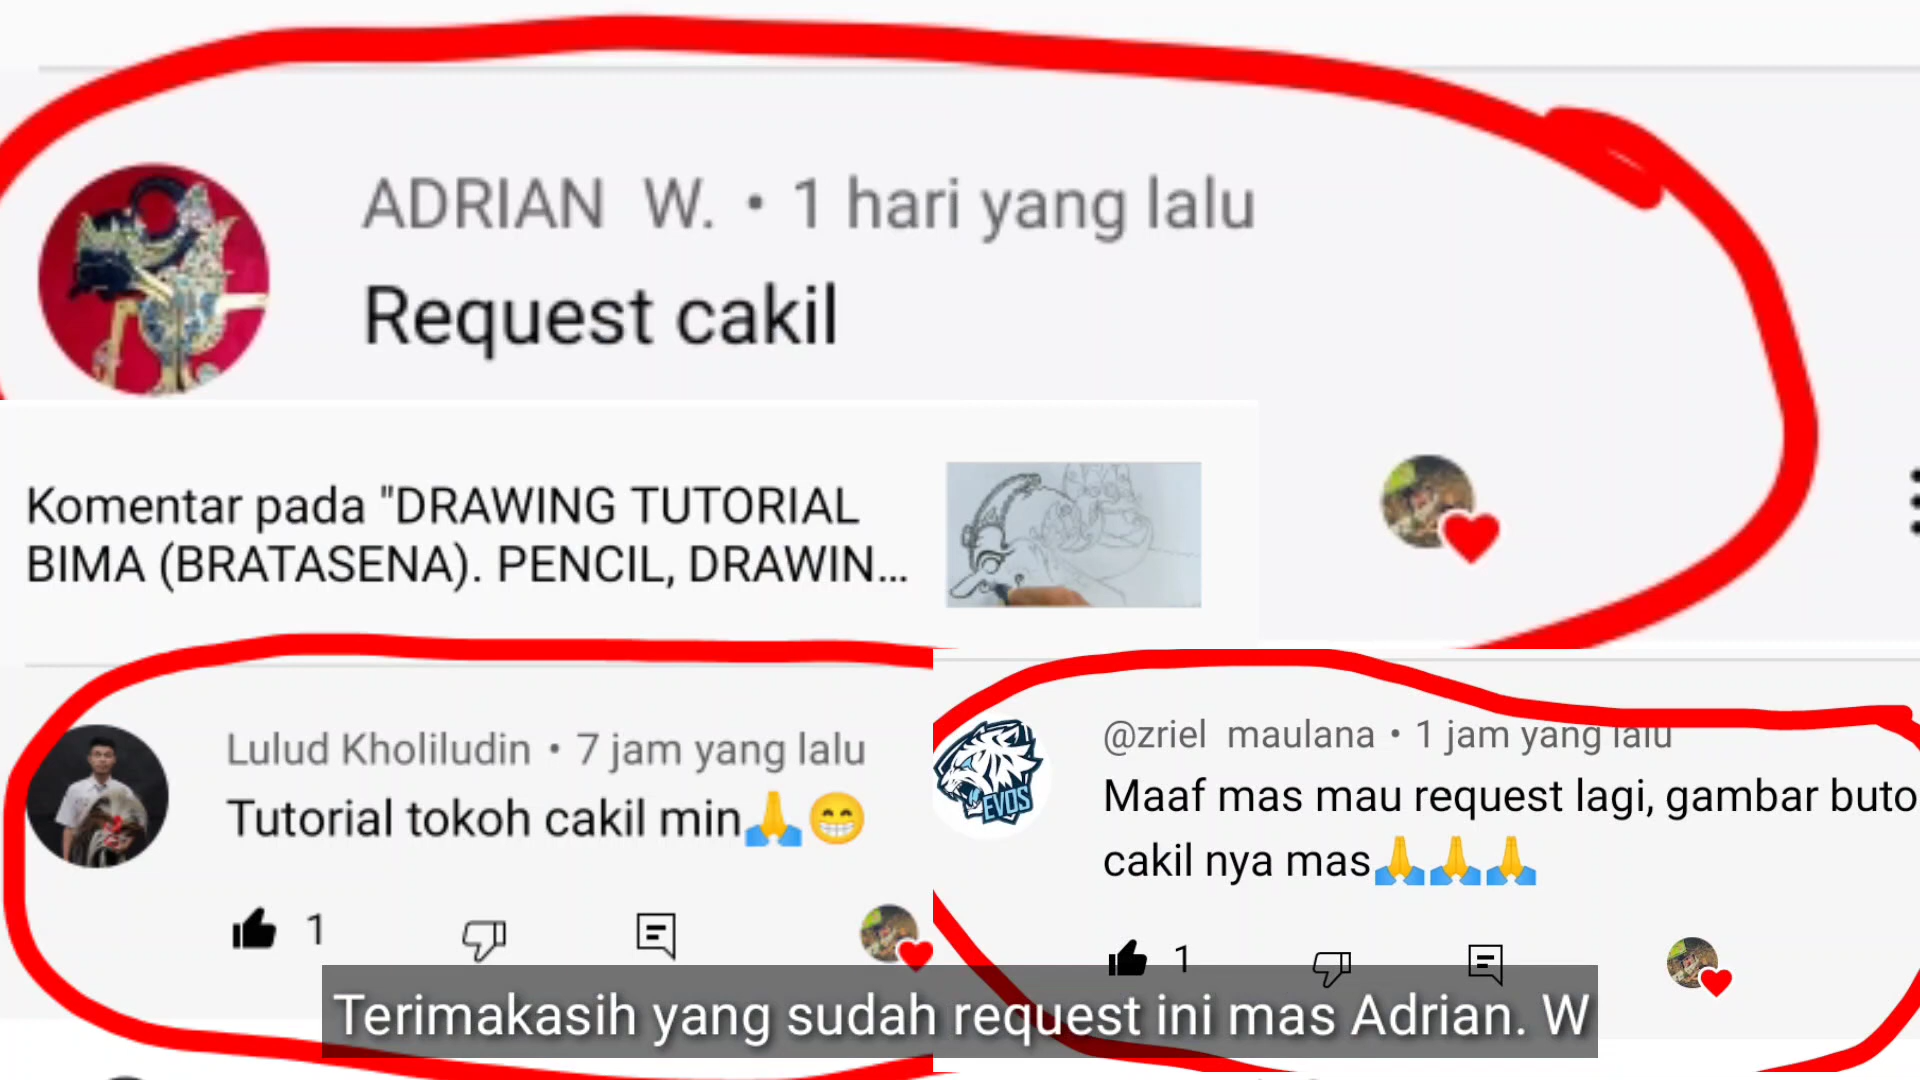 ADRIAN W. • 1 hari yang lalu
Request cakil
Komentar pada "DRAWING TUTORIAL
BIMA (BRATASENA). PENCIL, DRAWIN...
Lulud Kholiludin • 7 jam yang lalu
Tutorial tokoh cakil min🙏😁
1
EVOS
@zriel maulana • 1 jam yang lalu
Maaf mas mau request lagi, gambar buto
cakil nya mas🙏🙏🙏
1
Terimakasih yang sudah request ini mas Adrian. W